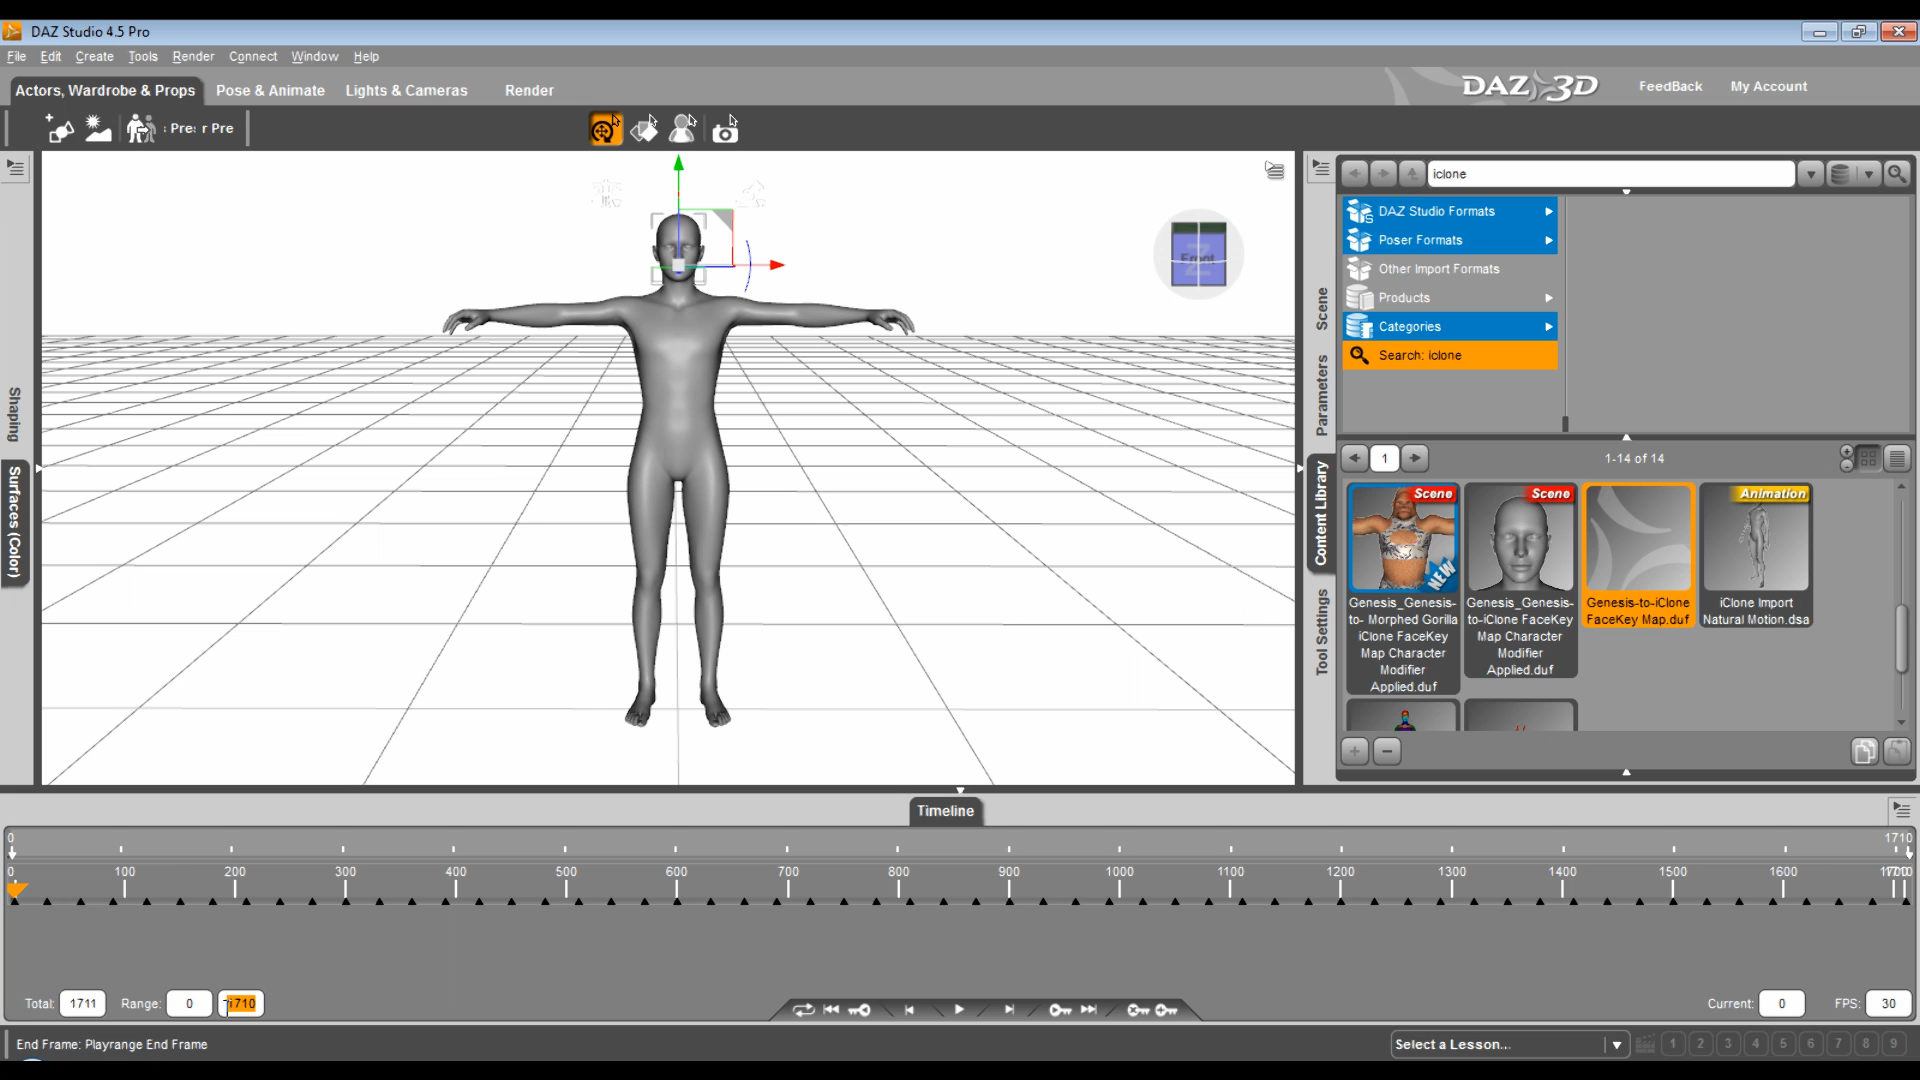 DAZ Studio 4.5 Pro
File Edit Create Tools Render Connect Window Help
Actors, Wardrobe & Props Pose & Animate Lights & Cameras Render
DAZ 3D FeedBack My Account
: Pre: r Pre
Front
Z
Shaping
Surfaces (Color)
Scene
Parameters
Content Library
Tool Settings
iclone
DAZ Studio Formats
Poser Formats
Other Import Formats
Products
Categories
Search: iclone
1
1-14 of 14
Scene
NEW
Genesis_Genesis-
to- Morphed Gorilla
iClone FaceKey
Map Character
Modifier
Applied.duf
Scene
Genesis_Genesis-
to-iClone FaceKey
Map Character
Modifier
Applied.duf
Genesis-to-iClone
FaceKey Map.duf
Animation
iClone Import
Natural Motion.dsa
Timeline
0 1710
0 100 200 300 400 500 600 700 800 900 1000 1100 1200 1300 1400 1500 1600
Total: 1711 Range: 0 1710
Current: 0 FPS: 30
End Frame: Playrange End Frame
Select a Lesson...
1 2 3 4 5 6 7 8 9